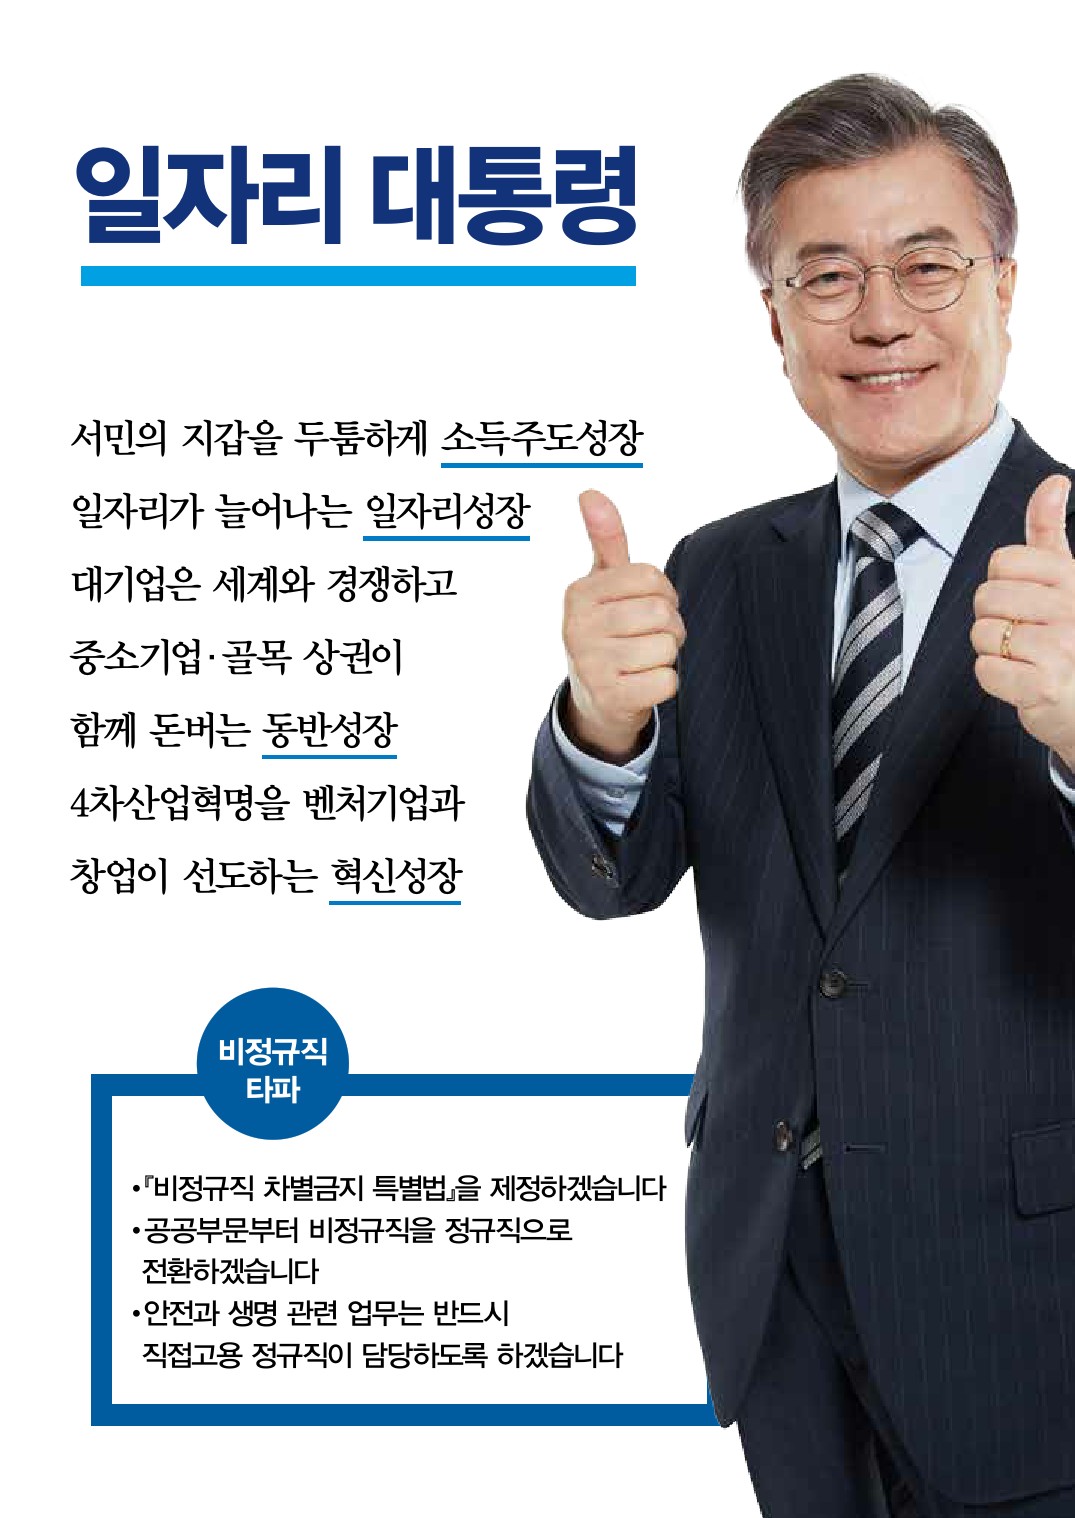 일자리 대통령
서민의 지갑을 두툼하게 소득주도성장
일자리가 늘어나는 일자리성장
대기업은 세계와 경쟁하고
중소기업·골목 상권이
함께 돈버는 동반성장
4차산업혁명을 벤처기업과
창업이 선도하는 혁신성장
비정규직
타파
•『비정규직 차별금지 특별법』을 제정하겠습니다
•공공부문부터 비정규직을 정규직으로
전환하겠습니다
•안전과 생명 관련 업무는 반드시
직접고용 정규직이 담당하도록 하겠습니다